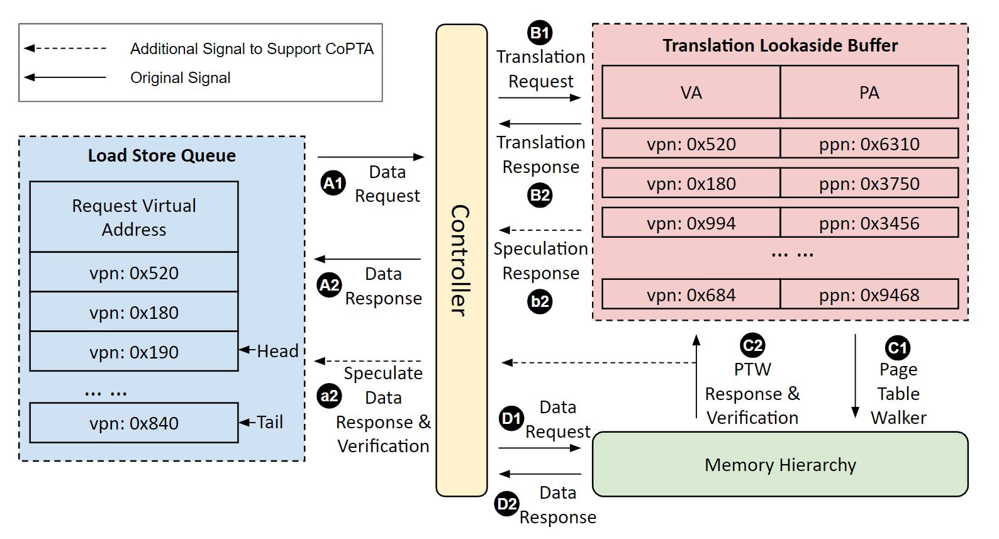 Additional Signal to Support CoPTA
Original Signal
Load Store Queue
Request Virtual
Address
vpn: 0x520
vpn: 0x180
vpn: 0x190
Head
... ...
vpn: 0x840
Tail
A1
Data
Request
A2
Data
Response
a2
Speculate
Data
Response &
Verification
Controller
B1
Translation
Request
Translation
Response
B2
Speculation
Response
b2
Translation Lookaside Buffer
VA
PA
vpn: 0x520
ppn: 0x6310
vpn: 0x180
ppn: 0x3750
vpn: 0x994
ppn: 0x3456
... ...
vpn: 0x684
ppn: 0x9468
C2
PTW
Response &
Verification
C1
Page
Table
Walker
D1
Data
Request
D2
Data
Response
Memory Hierarchy